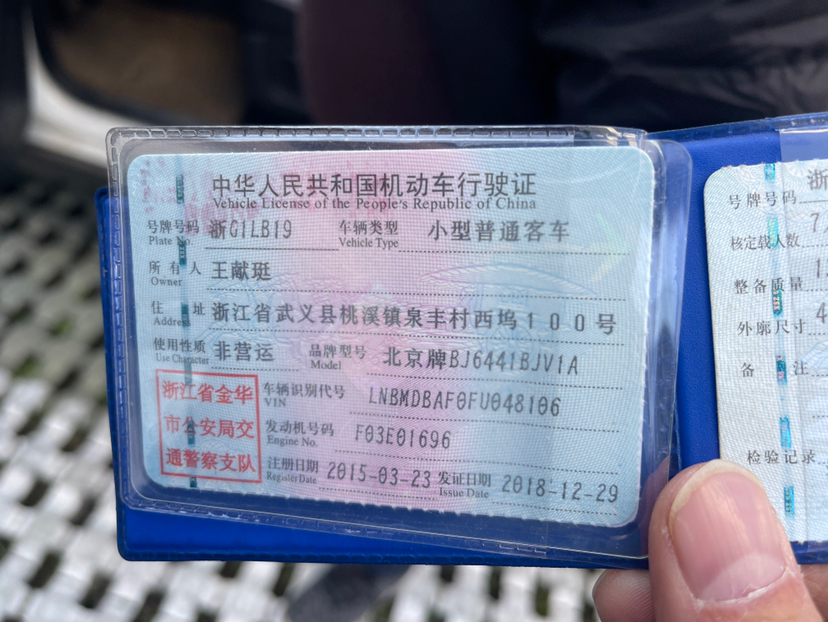 中华人民共和国机动车行驶证
Vehicle License of the People's Republic of China
号牌号码 浙G1LB19 车辆类型 小型普通客车
Plate No. Vehicle Type
所有人 王献珽
Owner
住址 浙江省武义县桃溪镇泉丰村西坞100号
Address
使用性质 非营运 品牌型号 北京牌BJ6441BJV1A
Use Character Model
浙江省金华
市公安局交
通警察支队
车辆识别代号 LNBMDBAF0FU048106
VIN
发动机号码 F03E01696
Engine No.
注册日期 2015-03-23 发证日期 2018-12-29
Register Date Issue Date
号牌号码 浙
核定载人数 7
整备质量 1
外廓尺寸 4
备注
检验记录